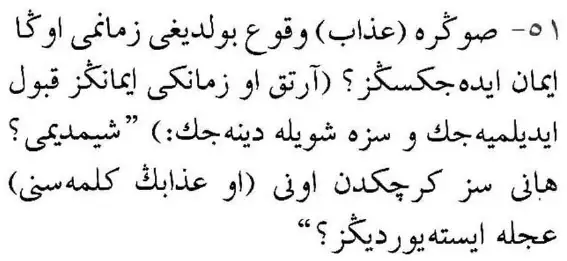 ٥١- صوڭره (عذاب) وقوع بولديغى زمانمى اوڭا
ايمان ايده‌جكسڭز؟ (آرتق او زمانكى ايمانڭز قبول
ايديلميه‌جك و سزه شويله دينه‌جك:) ”شيمديمى؟
هانى سز كرچكدن اونى (او عذابڭ كلمه‌سنى)
عجله ايسته‌يورديڭز؟“